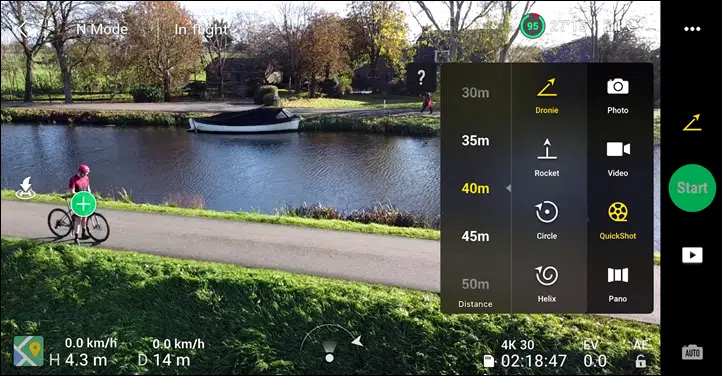 N Mode
In flight
95
?
30m
35m
40m
45m
50m
Distance
Dronie
Rocket
Circle
Helix
Photo
Video
QuickShot
Pano
Start
0.0 km/h
0.0 km/h
H 4.3 m
D 14 m
4K 30
EV
AE
02:18:47
0.0
AUTO